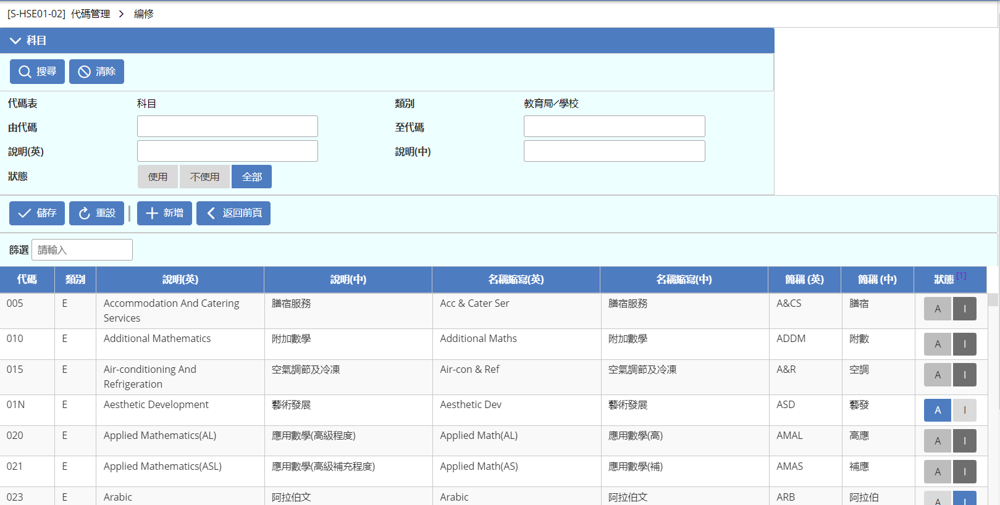 [S-HSE01-02] 代碼管理 > 編修
科目
搜尋 清除
代碼表 科目 類別 教育局/學校
由代碼 至代碼
說明(英) 說明(中)
狀態 使用 不使用 全部
儲存 重設 | 新增 返回前頁
篩選 請輸入
代碼 類別 說明(英) 說明(中) 名稱縮寫(英) 名稱縮寫(中) 簡稱 (英) 簡稱 (中) 狀態 [1]
005 E Accommodation And Catering 膳宿服務 Acc & Cater Ser 膳宿服務 A&CS 膳宿 A I
Services
010 E Additional Mathematics 附加數學 Additional Maths 附加數學 ADDM 附數 A I
015 E Air-conditioning And 空氣調節及冷凍 Air-con & Ref 空氣調節及冷凍 A&R 空調 A I
Refrigeration
01N E Aesthetic Development 藝術發展 Aesthetic Dev 藝術發展 ASD 藝發 A I
020 E Applied Mathematics(AL) 應用數學(高級程度) Applied Math(AL) 應用數學(高) AMAL 高應 A I
021 E Applied Mathematics(ASL) 應用數學(高級補充程度) Applied Math(AS) 應用數學(補) AMAS 補應 A I
023 E Arabic 阿拉伯文 Arabic 阿拉伯文 ARB 阿拉伯 A I